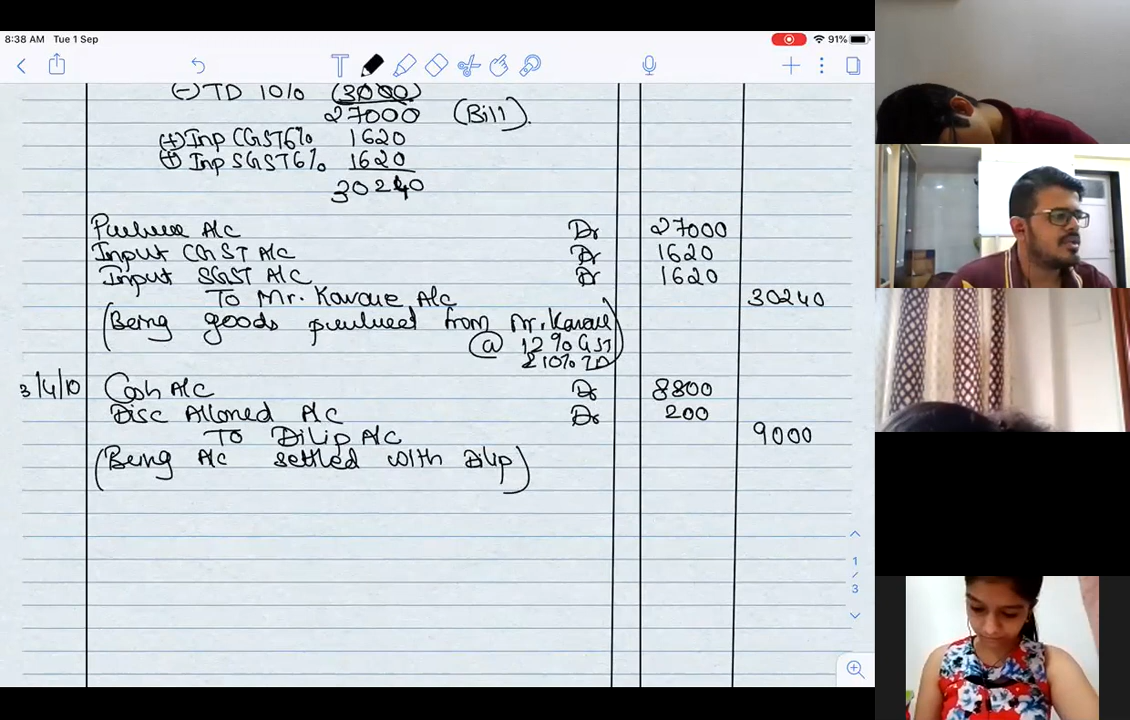 8:38 AM Tue 1 Sep 91%
(-) TD 10% (3000)
27000 (Bill).
(+) Inp CGST 6% 1620
(+) Inp SGST 6% 1620
30240
A/c Dr 27000
Input CGST A/c Dr 1620
Input SGST A/c Dr 1620
To Mr. Kavare A/c 30240
(Being goods from Mr. Kavare
@ 12% GST
& 10% TD)
3/4/10 Cash A/c Dr 8800
Disc Allowed A/c Dr 200
To Dilip A/c 9000
(Being A/c settled with Dilip)
1
/
3